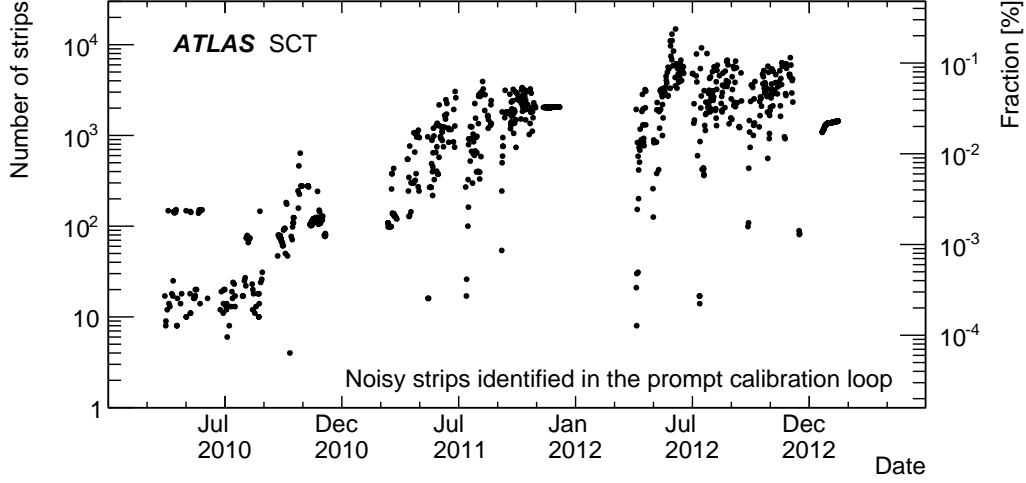 Number of strips
Fraction [%]
ATLAS SCT
10^4
10^3
10^2
10
1
10^-1
10^-2
10^-3
10^-4
Noisy strips identified in the prompt calibration loop
Jul Dec Jul Jan Jul Dec
2010 2010 2011 2012 2012 2012
Date